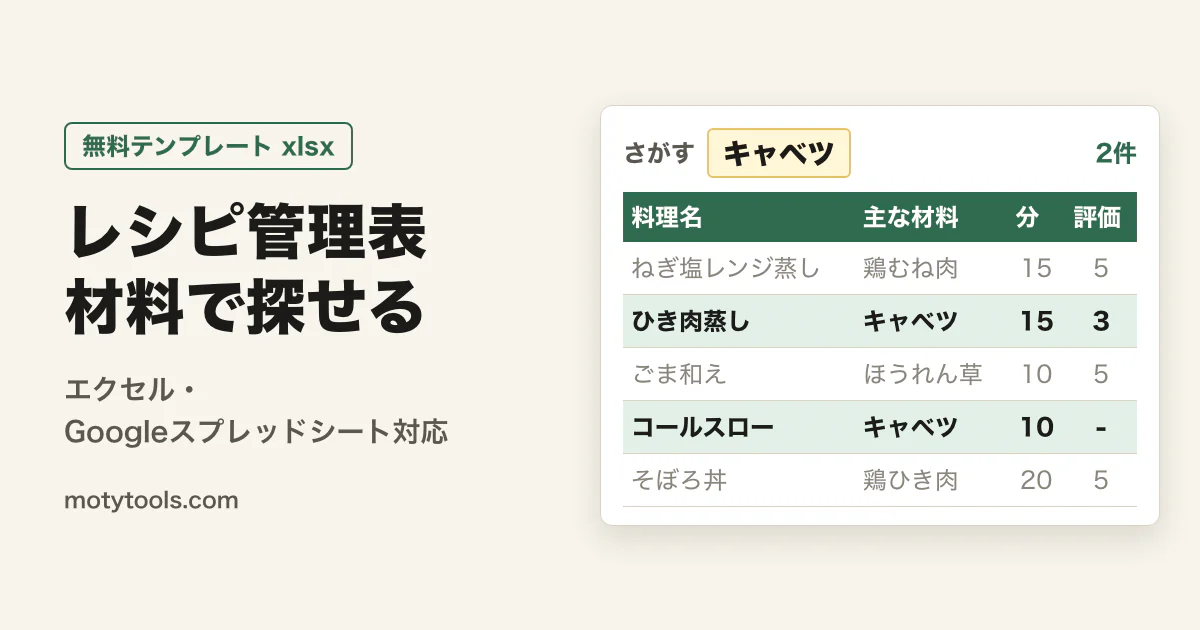 無料テンプレート xlsx
レシピ管理表
材料で探せる
エクセル・
Googleスプレッドシート対応
motytools.com
さがす キャベツ 2件
料理名 主な材料 分 評価
ねぎ塩レンジ蒸し 鶏むね肉 15 5
ひき肉蒸し キャベツ 15 3
ごま和え ほうれん草 10 5
コールスロー キャベツ 10 -
そぼろ丼 鶏ひき肉 20 5